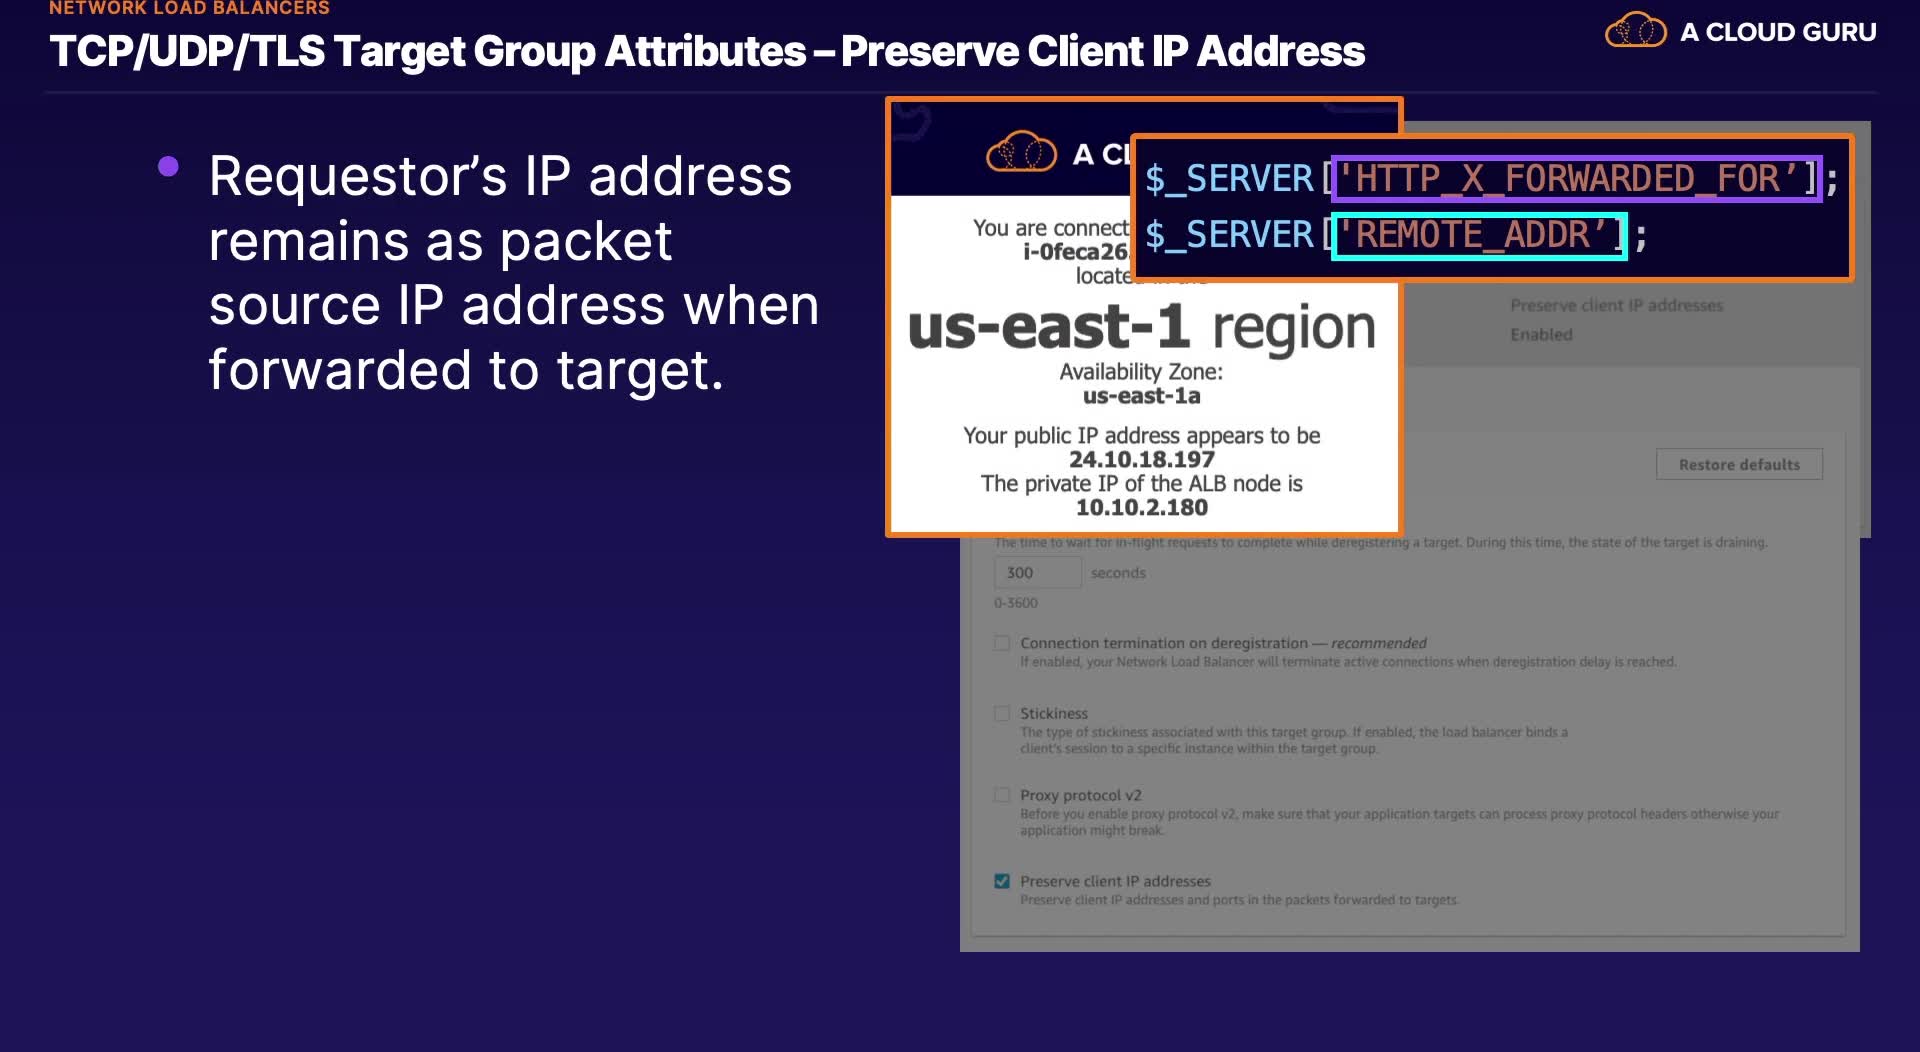 NETWORK LOAD BALANCERS
TCP/UDP/TLS Target Group Attributes – Preserve Client IP Address
A CLOUD GURU
Requestor’s IP address
remains as packet
source IP address when
forwarded to target.
A CL
$_SERVER['HTTP_X_FORWARDED_FOR’];
$_SERVER['REMOTE_ADDR’];
You are connect
i-0feca26
locate
us-east-1 region
Availability Zone:
us-east-1a
Your public IP address appears to be
24.10.18.197
The private IP of the ALB node is
10.10.2.180
Preserve client IP addresses
Enabled
Restore defaults
The time to wait for in-flight requests to complete while deregistering a target. During this time, the state of the target is draining.
300 seconds
0-3600
Connection termination on deregistration — recommended
If enabled, your Network Load Balancer will terminate active connections when deregistration delay is reached.
Stickiness
The type of stickiness associated with this target group. If enabled, the load balancer binds a
client's session to a specific instance within the target group.
Proxy protocol v2
Before you enable proxy protocol v2, make sure that your application targets can process proxy protocol headers otherwise your
application might break.
Preserve client IP addresses
Preserve client IP addresses and ports in the packets forwarded to targets.